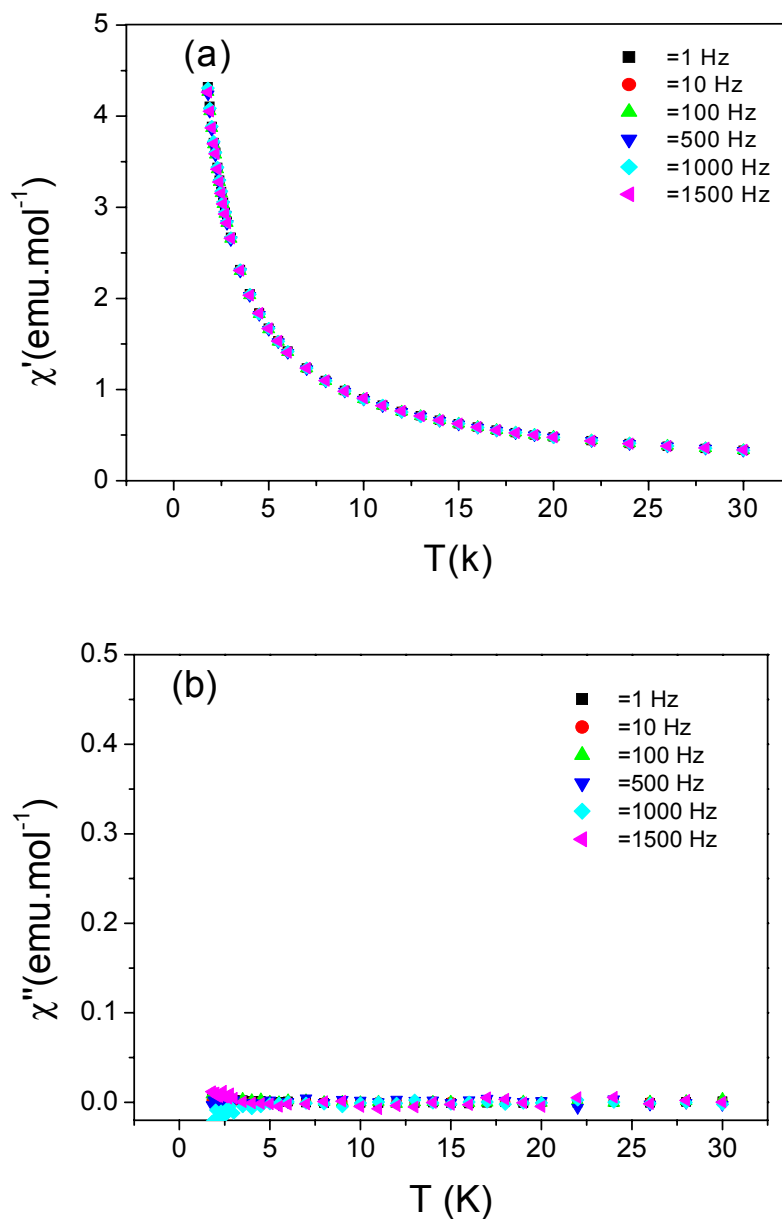 (a)
=1 Hz
=10 Hz
=100 Hz
=500 Hz
=1000 Hz
=1500 Hz
5
4
3
2
1
0
χ'(emu.mol⁻¹)
0 5 10 15 20 25 30
T(k)
(b)
=1 Hz
=10 Hz
=100 Hz
=500 Hz
=1000 Hz
=1500 Hz
0.5
0.4
0.3
0.2
0.1
0.0
χ"(emu.mol⁻¹)
0 5 10 15 20 25 30
T (K)